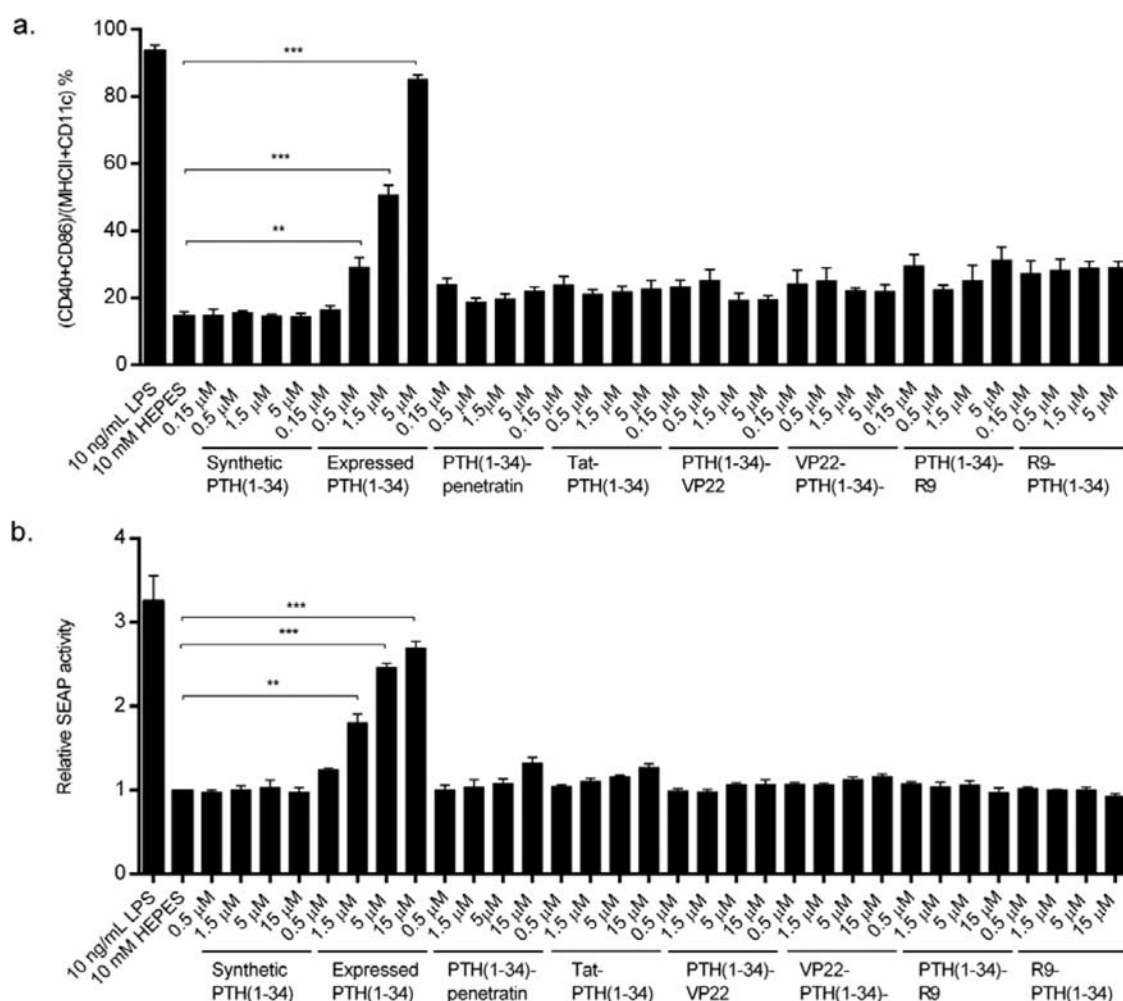 a.
(CD40+CD86)/(MHCII+CD11c) %
100
80
60
40
20
0
***
***
**
10 ng/mL LPS
10 mM HEPES
0.15 µM
0.5 µM
1.5 µM
5 µM
0.15 µM
0.5 µM
1.5 µM
5 µM
0.15 µM
0.5 µM
1.5µM
5 µM
0.15 µM
0.5 µM
1.5 µM
5 µM
0.15 µM
0.5 µM
1.5 µM
5 µM
0.15 µM
0.5 µM
1.5 µM
5 µM
0.15 µM
0.5 µM
1.5 µM
5 µM
0.15 µM
0.5 µM
1.5 µM
5 µM
Synthetic
PTH(1-34)
Expressed
PTH(1-34)
PTH(1-34)-
penetratin
Tat-
PTH(1-34)
PTH(1-34)-
VP22
VP22-
PTH(1-34)-
PTH(1-34)-
R9
R9-
PTH(1-34)
b.
Relative SEAP activity
4
3
2
1
0
***
***
**
10 ng/mL LPS
10 mM HEPES
0.5 µM
1.5 µM
5 µM
15 µM
0.5 µM
1.5 µM
5 µM
15 µM
0.5 µM
1.5 µM
5µM
15 µM
0.5 µM
1.5 µM
5 µM
15 µM
0.5 µM
1.5 µM
5 µM
15 µM
0.5 µM
1.5 µM
5 µM
15 µM
0.5 µM
1.5 µM
5 µM
15 µM
0.5 µM
1.5 µM
5 µM
15 µM
Synthetic
PTH(1-34)
Expressed
PTH(1-34)
PTH(1-34)-
penetratin
Tat-
PTH(1-34)
PTH(1-34)-
VP22
VP22-
PTH(1-34)-
PTH(1-34)-
R9
R9-
PTH(1-34)